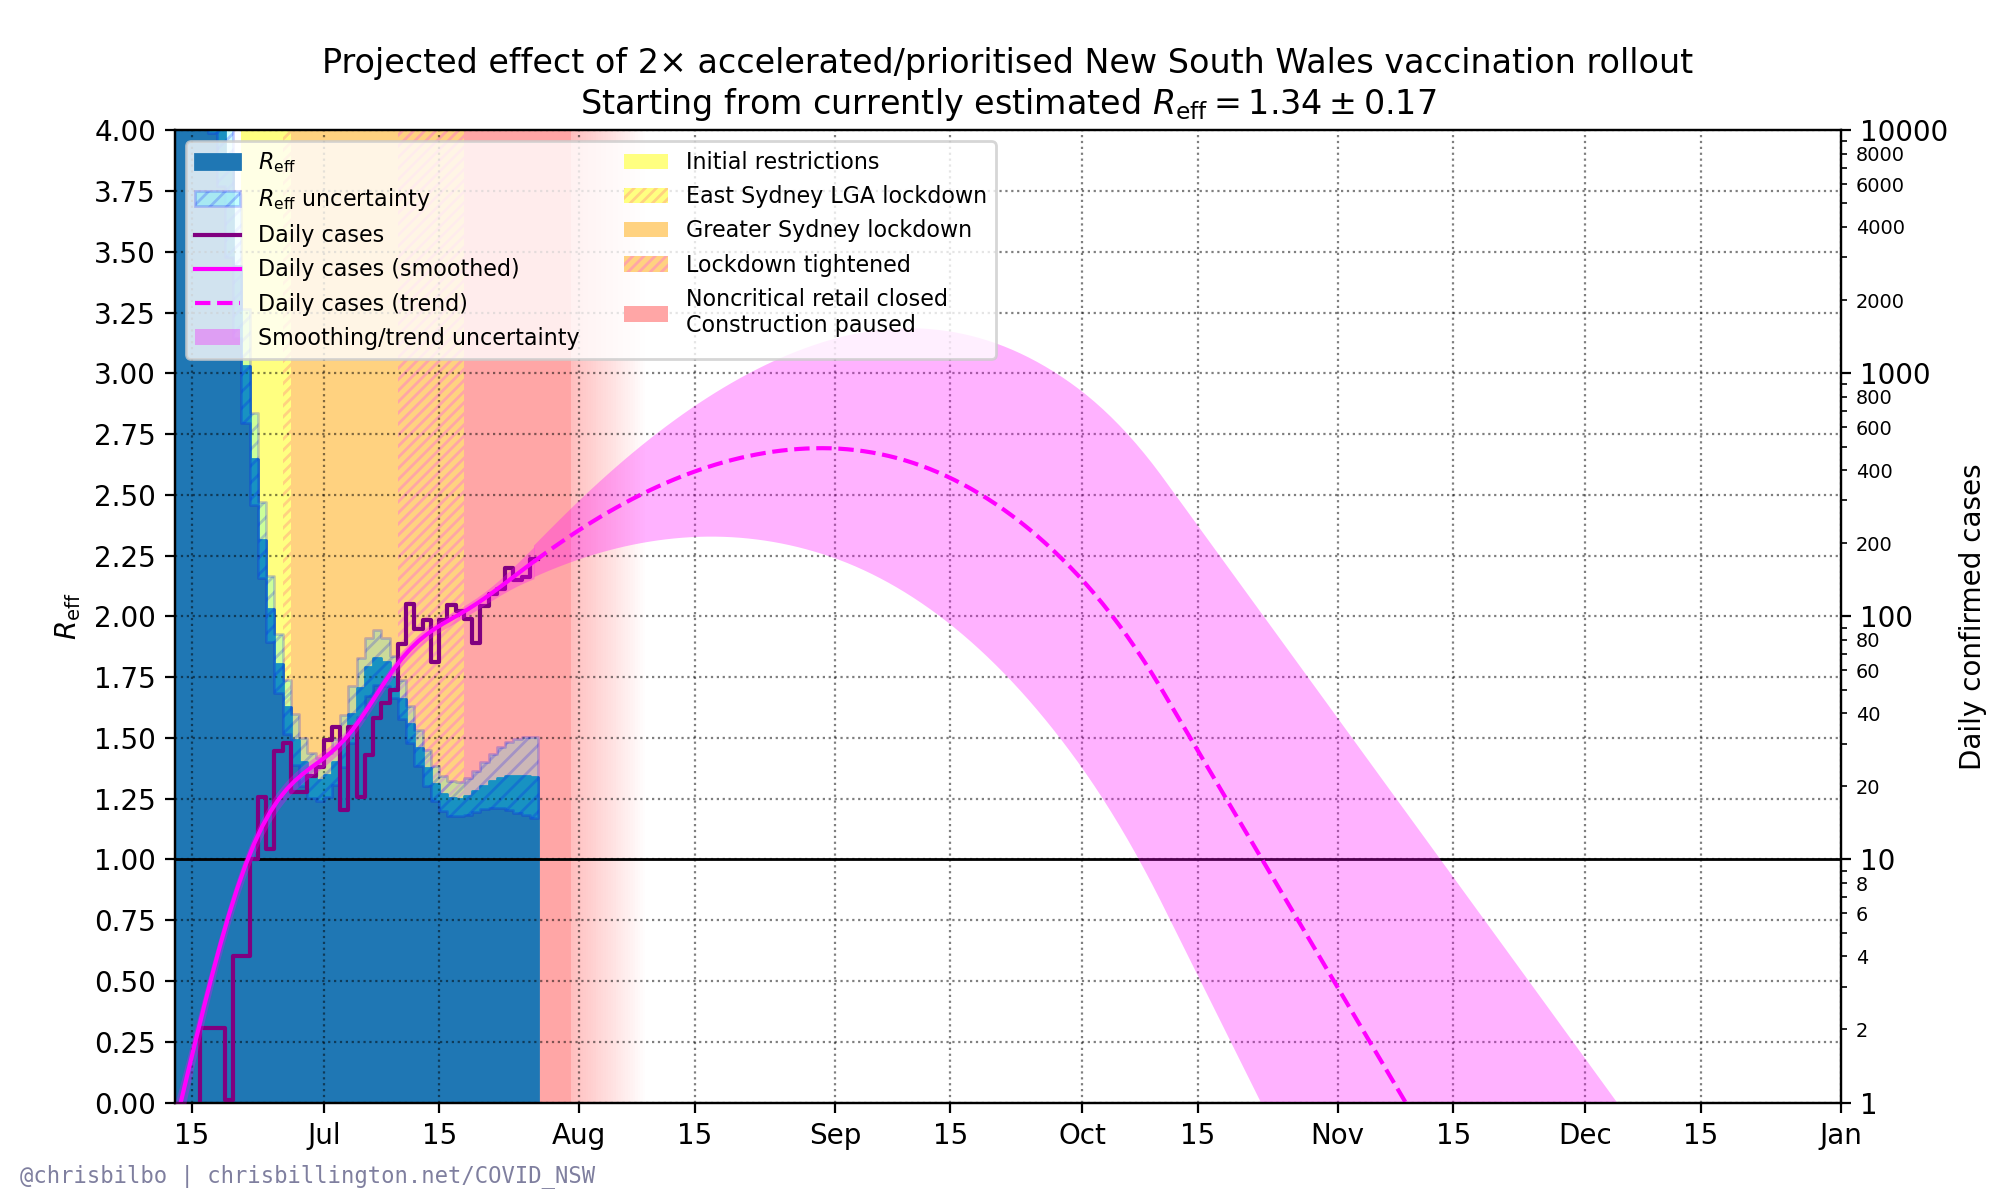 Projected effect of 2× accelerated/prioritised New South Wales vaccination rollout
Starting from currently estimated Reff = 1.34 ± 0.17
Reff
Reff uncertainty
Daily cases
Daily cases (smoothed)
Daily cases (trend)
Smoothing/trend uncertainty
Initial restrictions
East Sydney LGA lockdown
Greater Sydney lockdown
Lockdown tightened
Noncritical retail closed
Construction paused
4.00
3.75
3.50
3.25
3.00
2.75
2.50
2.25
2.00
1.75
1.50
1.25
1.00
0.75
0.50
0.25
0.00
Reff
10000
8000
6000
4000
2000
1000
800
600
400
200
100
80
60
40
20
10
8
6
4
2
1
Daily confirmed cases
15 Jul 15 Aug 15 Sep 15 Oct 15 Nov 15 Dec 15 Jan
@chrisbilbo | chrisbillington.net/COVID_NSW